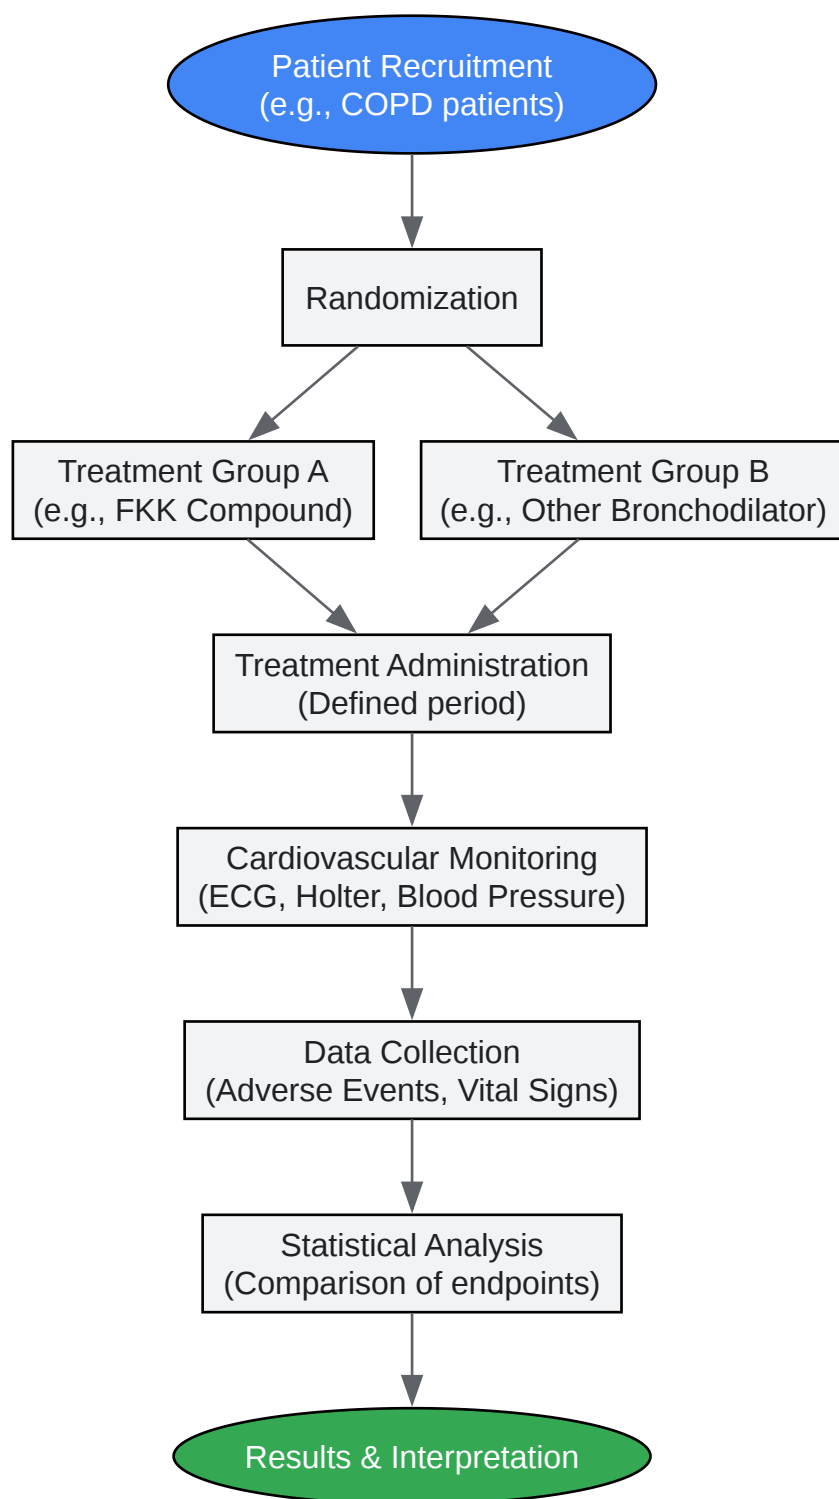 Patient Recruitment
(e.g., COPD patients)
Randomization
Treatment Group A
(e.g., FKK Compound)
Treatment Group B
(e.g., Other Bronchodilator)
Treatment Administration
(Defined period)
Cardiovascular Monitoring
(ECG, Holter, Blood Pressure)
Data Collection
(Adverse Events, Vital Signs)
Statistical Analysis
(Comparison of endpoints)
Results & Interpretation